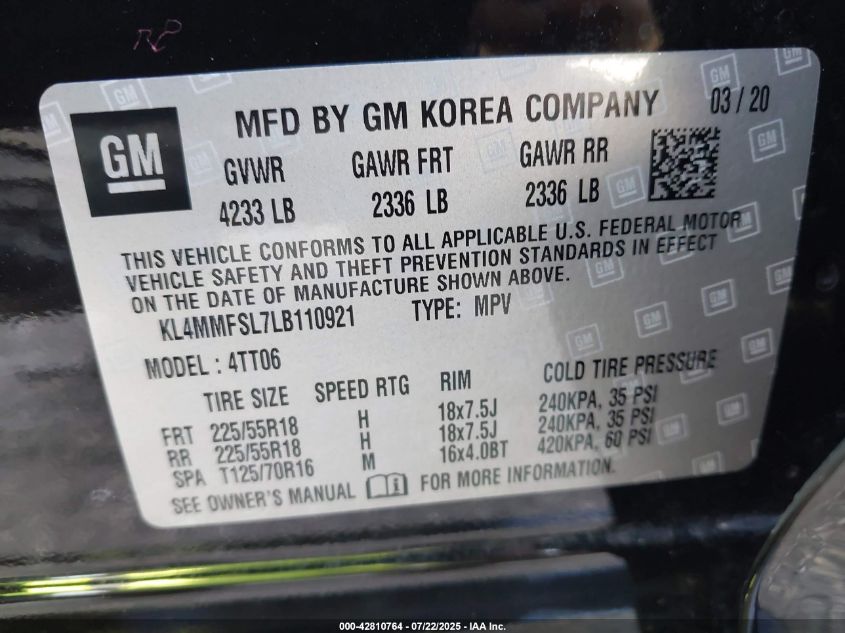 GM
MFD BY GM KOREA COMPANY 03 / 20
GVWR GAWR FRT GAWR RR
4233 LB 2336 LB 2336 LB
THIS VEHICLE CONFORMS TO ALL APPLICABLE U.S. FEDERAL MOTOR
VEHICLE SAFETY AND THEFT PREVENTION STANDARDS IN EFFECT
ON THE DATE OF MANUFACTURE SHOWN ABOVE.
KL4MMFSL7LB110921 TYPE: MPV
MODEL : 4TT06
TIRE SIZE SPEED RTG RIM COLD TIRE PRESSURE
FRT 225/55R18 H 18x7.5J 240KPA, 35 PSI
RR 225/55R18 H 18x7.5J 240KPA, 35 PSI
SPA T125/70R16 M 16x4.0BT 420KPA, 60 PSI
SEE OWNER'S MANUAL i FOR MORE INFORMATION.
000-42810764 - 07/22/2025 - IAA Inc.